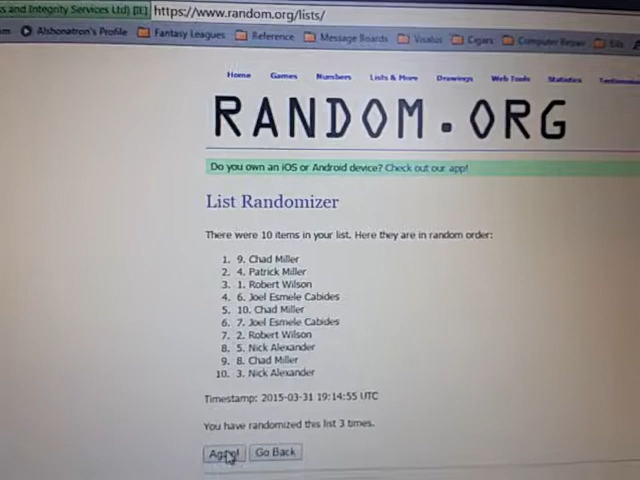 s and Integrity Services Ltd) [IE] https://www.random.org/lists/
Alshonatron's Profile Fantasy Leagues Reference Message Boards Visalus Cigars Computer Repair Bills
Home Games Numbers Lists & More Drawings Web Tools Statistics Testimonials
RANDOM.ORG
Do you own an iOS or Android device? Check out our app!
List Randomizer
There were 10 items in your list. Here they are in random order:
1. 9. Chad Miller
2. 4. Patrick Miller
3. 1. Robert Wilson
4. 6. Joel Esmele Cabides
5. 10. Chad Miller
6. 7. Joel Esmele Cabides
7. 2. Robert Wilson
8. 5. Nick Alexander
9. 8. Chad Miller
10. 3. Nick Alexander
Timestamp: 2015-03-31 19:14:55 UTC
You have randomized this list 3 times.
Again! Go Back